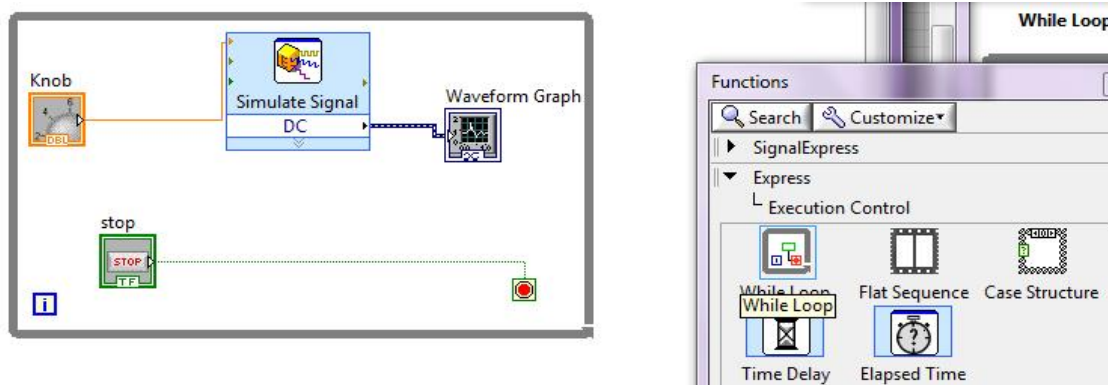 Knob
DBL
Simulate Signal
DC
Waveform Graph
stop
STOP
TF
i
While Loop
Functions
Search
Customize
SignalExpress
Express
Execution Control
While Loop
While Loop
Flat Sequence
Case Structure
Time Delay
Elapsed Time